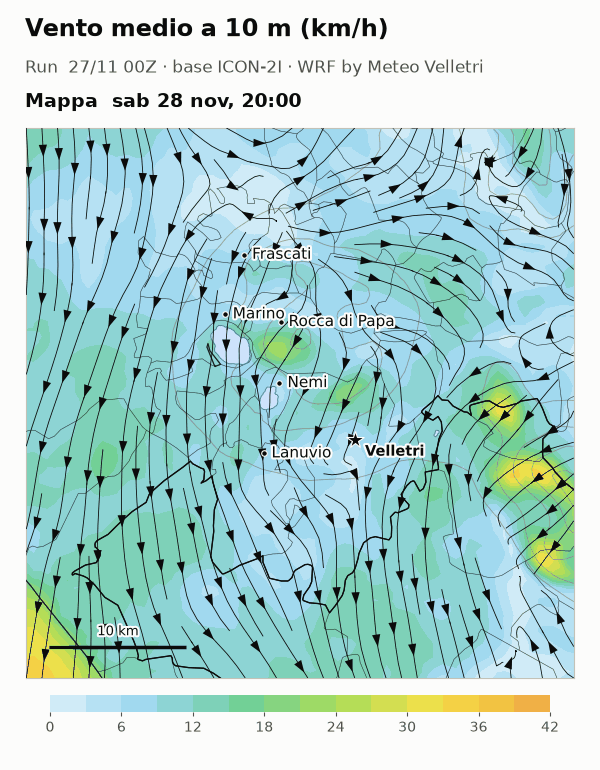 Vento medio a 10 m (km/h)
Run  27/11 00Z · base ICON-2I · WRF by Meteo Velletri
Mappa  sab 28 nov, 20:00
Frascati
Marino
Rocca di Papa
Nemi
Velletri
Lanuvio
10 km
0 6 12 18 24 30 36 42